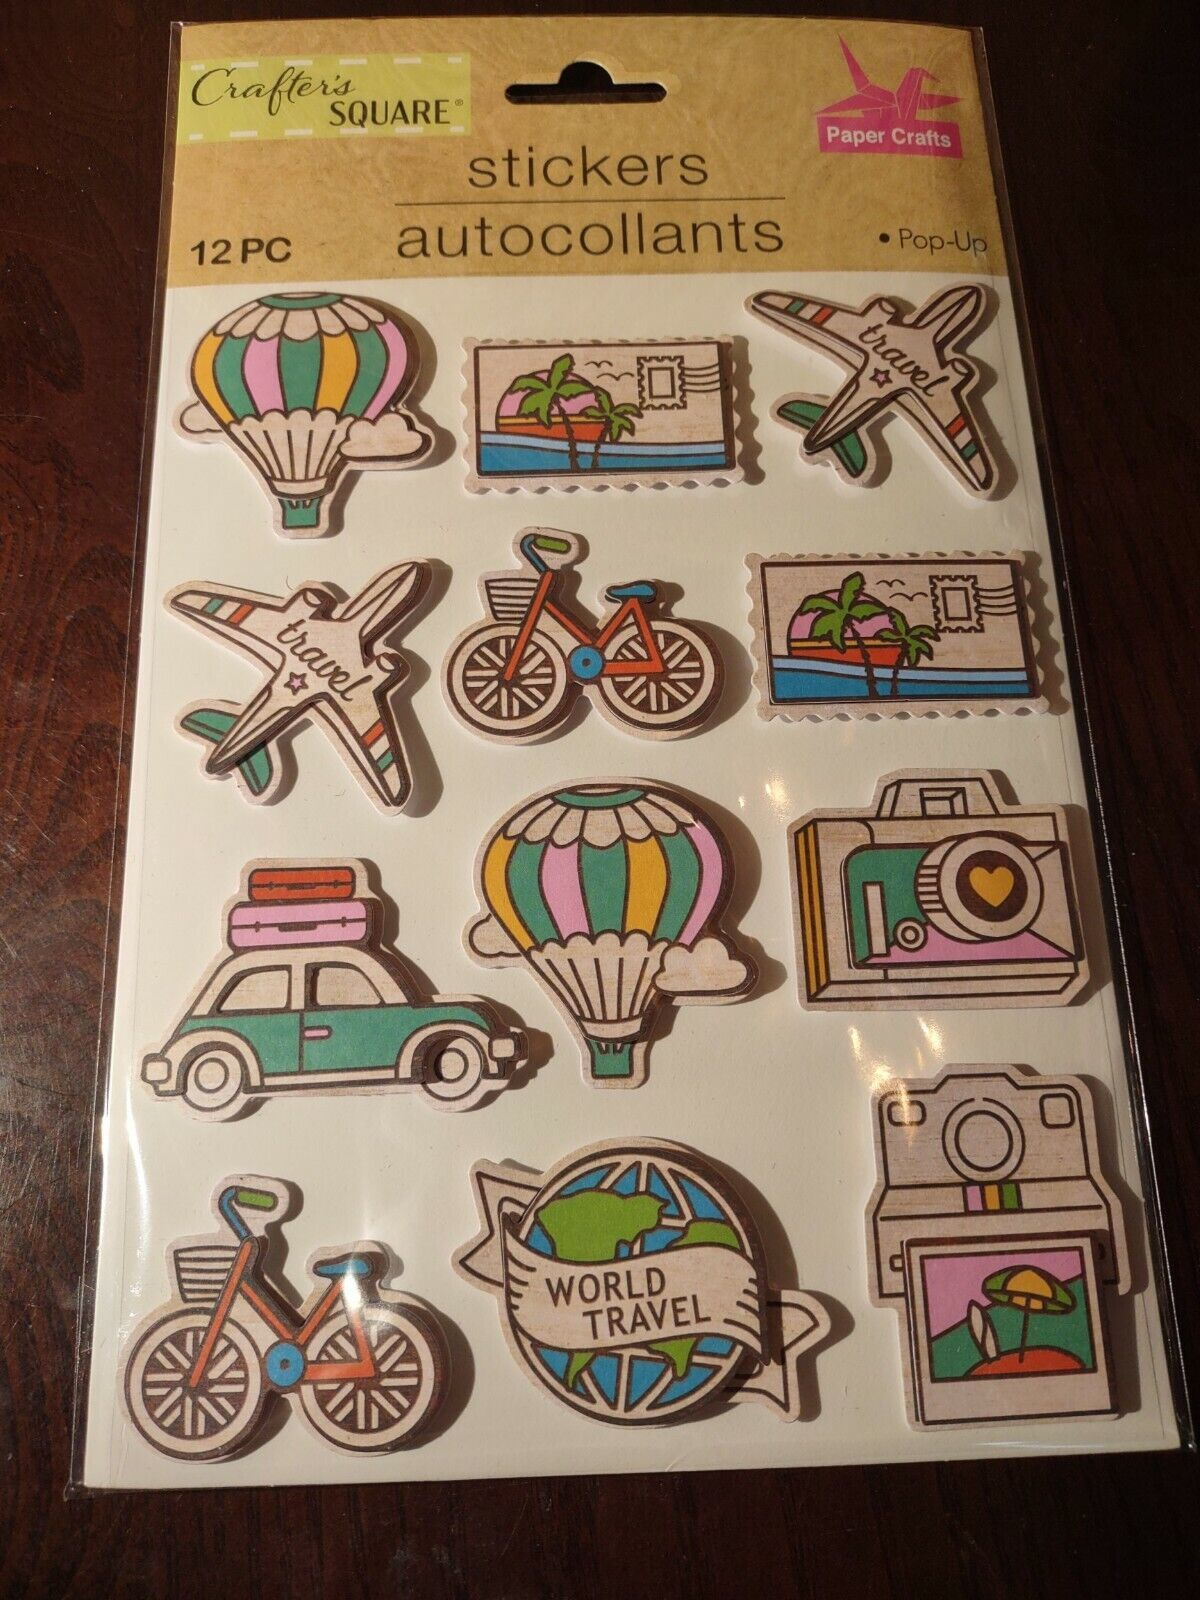 Crafter's
SQUARE®
Paper Crafts
stickers
autocollants
12 PC
• Pop-Up
travel
travel
WORLD
TRAVEL